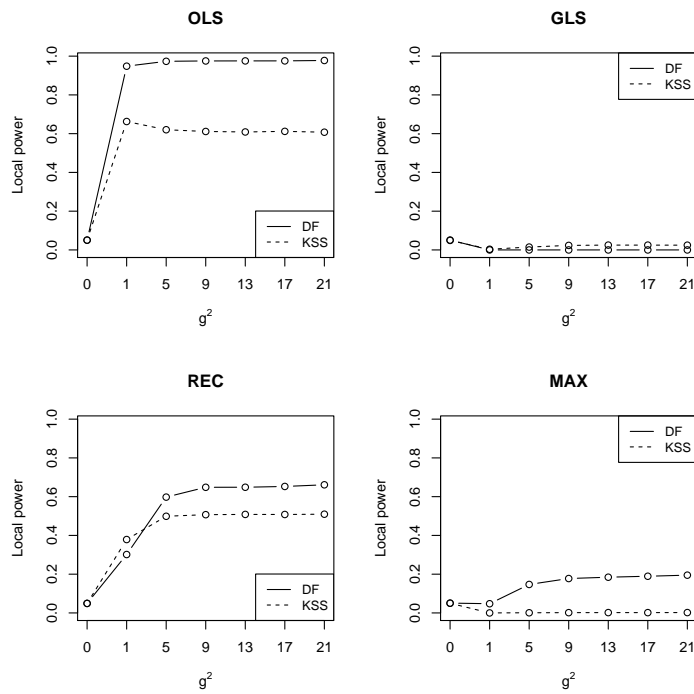 OLS
Local power
1.0
0.8
0.6
0.4
0.2
0.0
DF
KSS
0 1 5 9 13 17 21
g²
GLS
Local power
1.0
0.8
0.6
0.4
0.2
0.0
DF
KSS
0 1 5 9 13 17 21
g²
REC
Local power
1.0
0.8
0.6
0.4
0.2
0.0
DF
KSS
0 1 5 9 13 17 21
g²
MAX
Local power
1.0
0.8
0.6
0.4
0.2
0.0
DF
KSS
0 1 5 9 13 17 21
g²